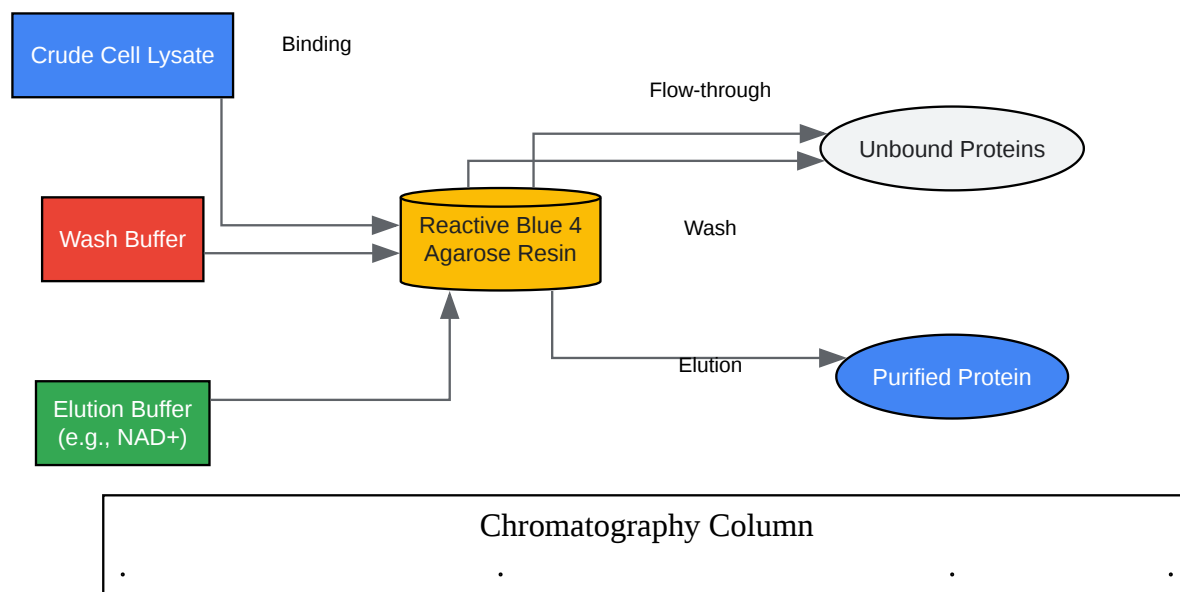 Crude Cell Lysate
Binding
Flow-through
Unbound Proteins
Wash Buffer
Reactive Blue 4
Agarose Resin
Wash
Elution Buffer
(e.g., NAD+)
Elution
Purified Protein
Chromatography Column